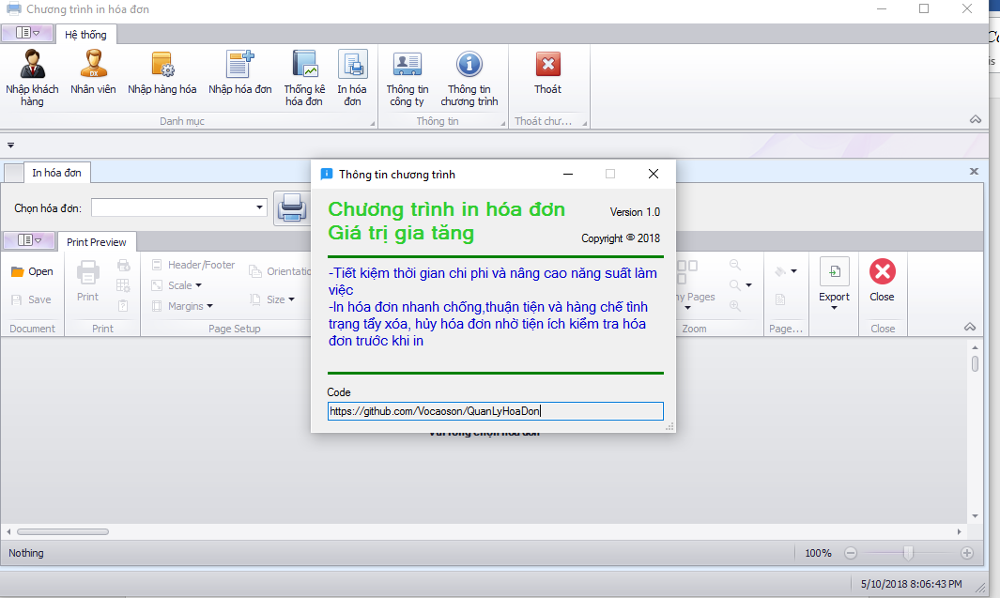 Chương trình in hóa đơn
Hệ thống
Nhập khách hàng
Nhân viên
Nhập hàng hóa
Nhập hóa đơn
Thống kê hóa đơn
In hóa đơn
Thông tin công ty
Thông tin chương trình
Thoát
Danh mục
Thông tin
Thoát chư...
In hóa đơn
Chọn hóa đơn:
Print Preview
Open
Save
Document
Print
Print
Header/Footer
Scale
Margins
Orientatio
Size
Page Setup
ny Pages
Zoom
Page...
Export
Close
Close
Thông tin chương trình
Chương trình in hóa đơn
Giá trị gia tăng
Version 1.0
Copyright © 2018
-Tiết kiệm thời gian chi phi và nâng cao năng suất làm
việc
-In hóa đơn nhanh chống,thuận tiện và hàng chế tình
trạng tẩy xóa, hủy hóa đơn nhờ tiện ích kiểm tra hóa
đơn trước khi in
Code
https://github.com/Vocaoson/QuanLyHoaDon
Nothing
100%
5/10/2018 8:06:43 PM